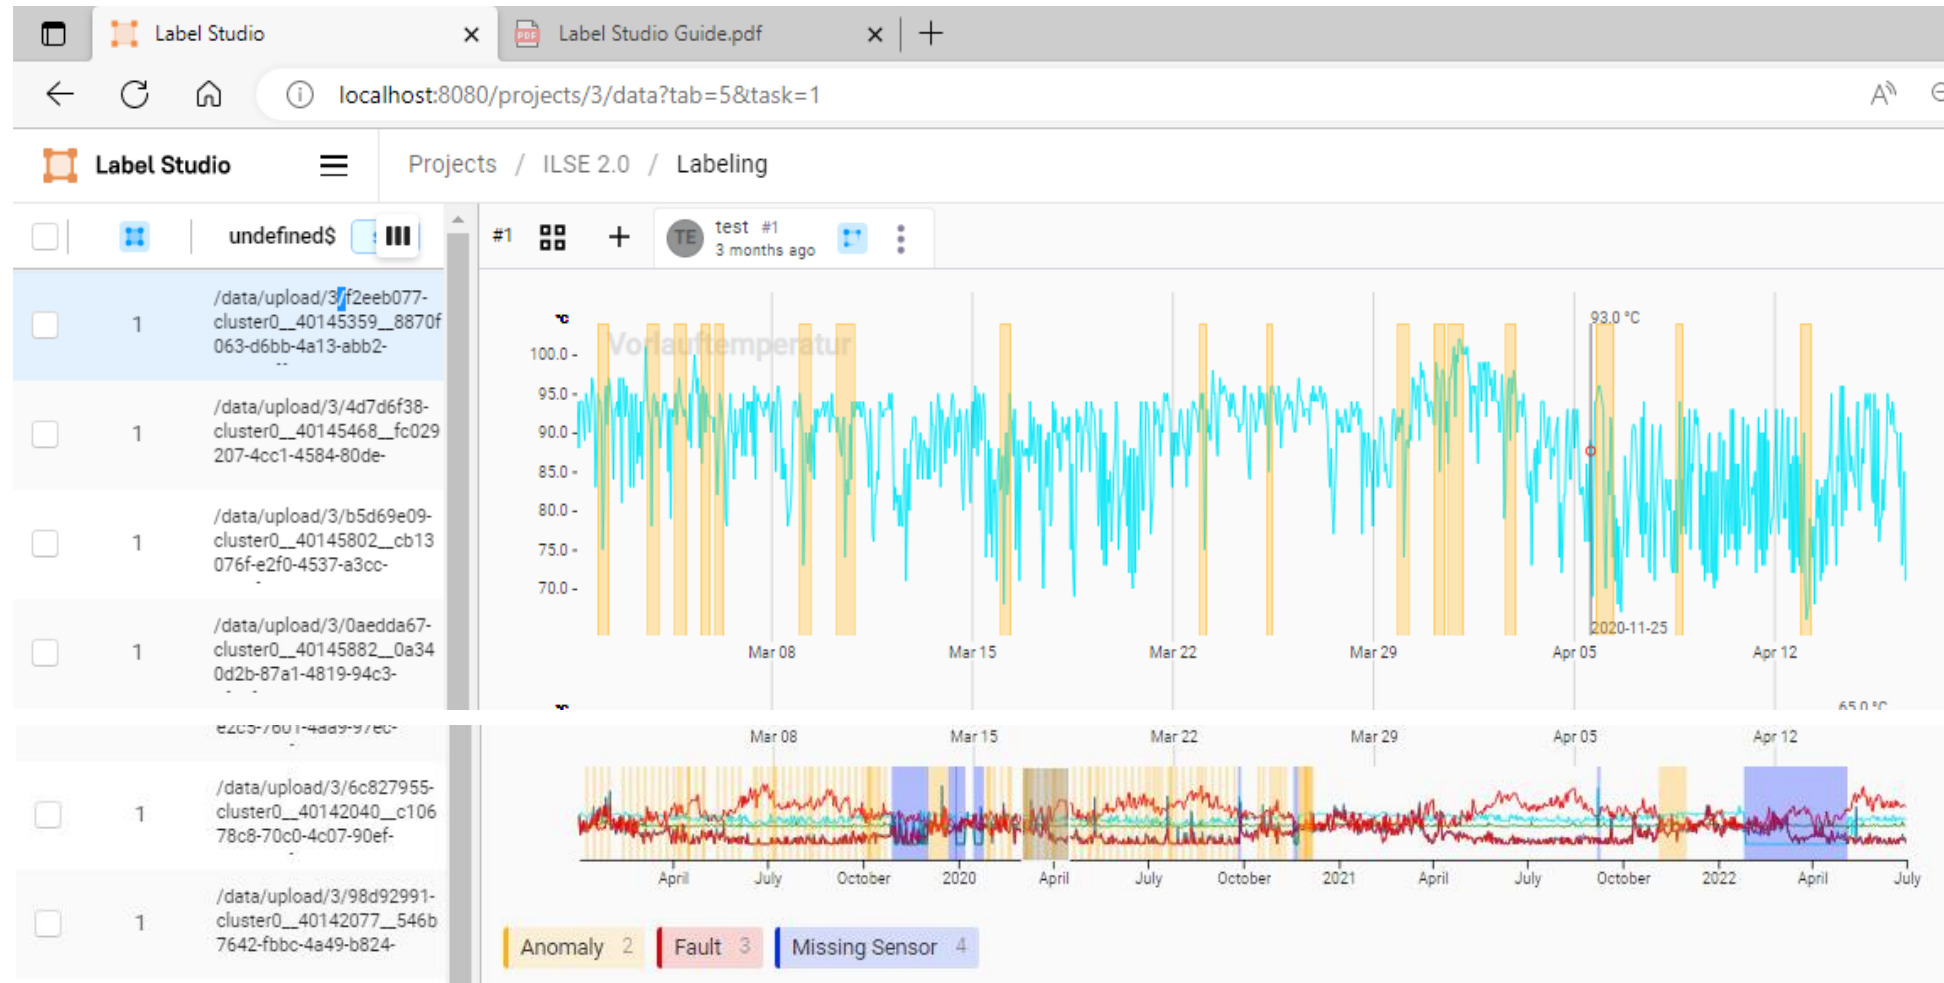 Label Studio
Label Studio Guide.pdf
localhost:8080/projects/3/data?tab=5&task=1
Label Studio
Projects / ILSE 2.0 / Labeling
undefined$
#1
TE
test #1
3 months ago
1
/data/upload/3/f2eeb077-
cluster0__40145359__8870f
063-d6bb-4a13-abb2-
1
/data/upload/3/4d7d6f38-
cluster0__40145468__fc029
207-4cc1-4584-80de-
1
/data/upload/3/b5d69e09-
cluster0__40145802__cb13
076f-e2f0-4537-a3cc-
1
/data/upload/3/0aedda67-
cluster0__40145882__0a34
0d2b-87a1-4819-94c3-
°C
Vorlauftemperatur
93.0 °C
100.0
95.0
90.0
85.0
80.0
75.0
70.0
2020-11-25
Mar 08 Mar 15 Mar 22 Mar 29 Apr 05 Apr 12
65.0 °C
e2c5-7601-4aa9-97ec-
1
/data/upload/3/6c827955-
cluster0__40142040__c106
78c8-70c0-4c07-90ef-
1
/data/upload/3/98d92991-
cluster0__40142077__546b
7642-fbbc-4a49-b824-
Mar 08 Mar 15 Mar 22 Mar 29 Apr 05 Apr 12
April July October 2020 April July October 2021 April July October 2022 April July
Anomaly 2 Fault 3 Missing Sensor 4